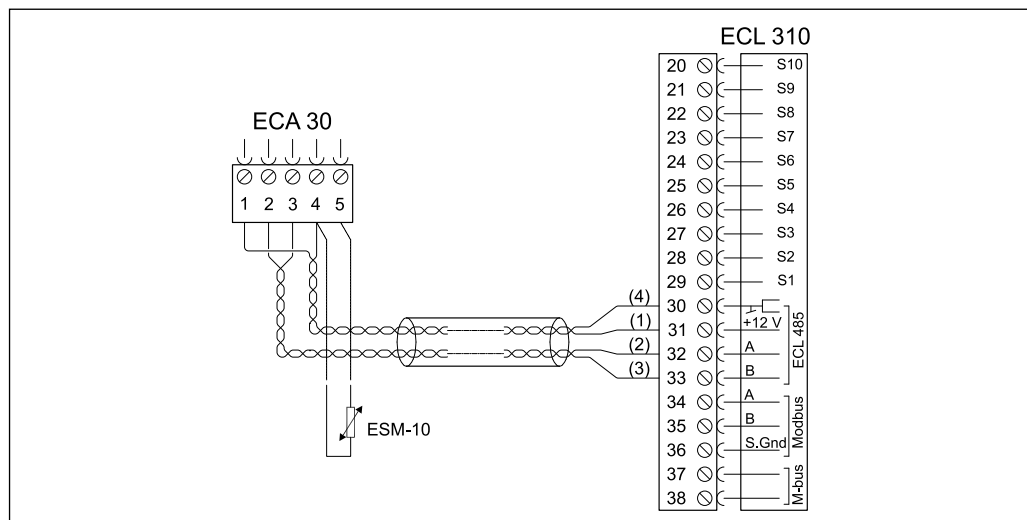 ECL 310
ECA 30
1 2 3 4 5
20 S10
21 S9
22 S8
23 S7
24 S6
25 S5
26 S4
27 S3
28 S2
29 S1
(4) 30
(1) 31 +12 V
(2) 32 A
(3) 33 B
ECL 485
34 A
35 B
36 S.Gnd
Modbus
37
38
M-bus
ESM-10